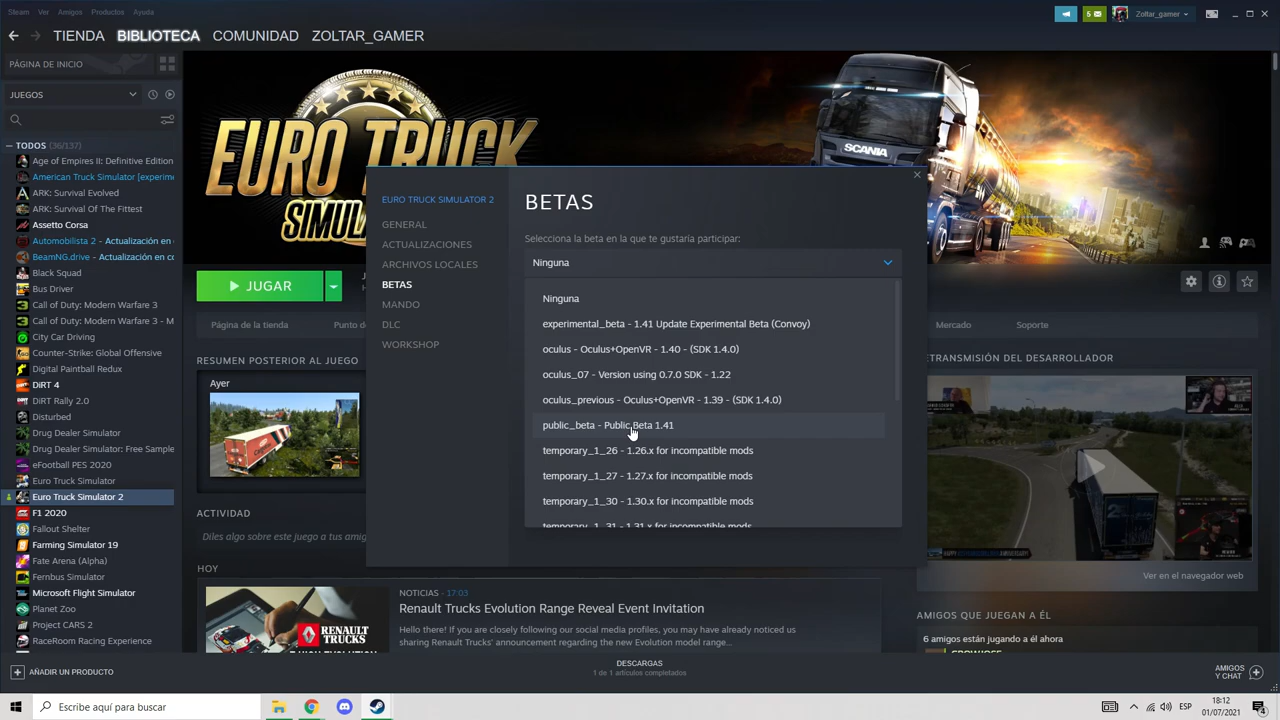 Steam Ver Amigos Productos Ayuda
5
Zoltar_gamer
TIENDA BIBLIOTECA COMUNIDAD ZOLTAR_GAMER
PÁGINA DE INICIO
JUEGOS
TODOS (36/137)
Age of Empires II: Definitive Edition
American Truck Simulator [experime
ARK: Survival Evolved
ARK: Survival Of The Fittest
Assetto Corsa
Automobilista 2 - Actualización en c
BeamNG.drive - Actualización en co
Black Squad
Bus Driver
Call of Duty: Modern Warfare 3
Call of Duty: Modern Warfare 3 - M
City Car Driving
Counter-Strike: Global Offensive
Digital Paintball Redux
DiRT 4
DiRT Rally 2.0
Disturbed
Drug Dealer Simulator
Drug Dealer Simulator: Free Sample
eFootball PES 2020
Euro Truck Simulator
Euro Truck Simulator 2
F1 2020
Fallout Shelter
Farming Simulator 19
Fate Arena (Alpha)
Fernbus Simulator
Microsoft Flight Simulator
Planet Zoo
Project CARS 2
RaceRoom Racing Experience
AÑADIR UN PRODUCTO
EURO TRUCK
SIMUL
SCANIA
JUGAR
Página de la tienda
Punto d
Mercado
Soporte
RESUMEN POSTERIOR AL JUEGO
Ayer
ACTIVIDAD
Diles algo sobre este juego a tus amig
HOY
RENAULT
TRUCKS
NOTICIAS - 17:03
Renault Trucks Evolution Range Reveal Event Invitation
Hello there! If you are closely following our social media profiles, you may have already noticed us
sharing Renault Trucks' announcement regarding the new Evolution model range...
EURO TRUCK SIMULATOR 2
GENERAL
ACTUALIZACIONES
ARCHIVOS LOCALES
BETAS
MANDO
DLC
WORKSHOP
BETAS
Selecciona la beta en la que te gustaría participar:
Ninguna
Ninguna
experimental_beta - 1.41 Update Experimental Beta (Convoy)
oculus - Oculus+OpenVR - 1.40 - (SDK 1.4.0)
oculus_07 - Version using 0.7.0 SDK - 1.22
oculus_previous - Oculus+OpenVR - 1.39 - (SDK 1.4.0)
public_beta - Public Beta 1.41
temporary_1_26 - 1.26.x for incompatible mods
temporary_1_27 - 1.27.x for incompatible mods
temporary_1_30 - 1.30.x for incompatible mods
temporary_1_31 - 1.31.x for incompatible mods
ETRANSMISIÓN DEL DESARROLLADOR
Ver en el navegador web
AMIGOS QUE JUEGAN A ÉL
6 amigos están jugando a él ahora
DESCARGAS
1 de 1 artículos completados
AMIGOS
Y CHAT
Escribe aquí para buscar
ESP
18:12
01/07/2021
4